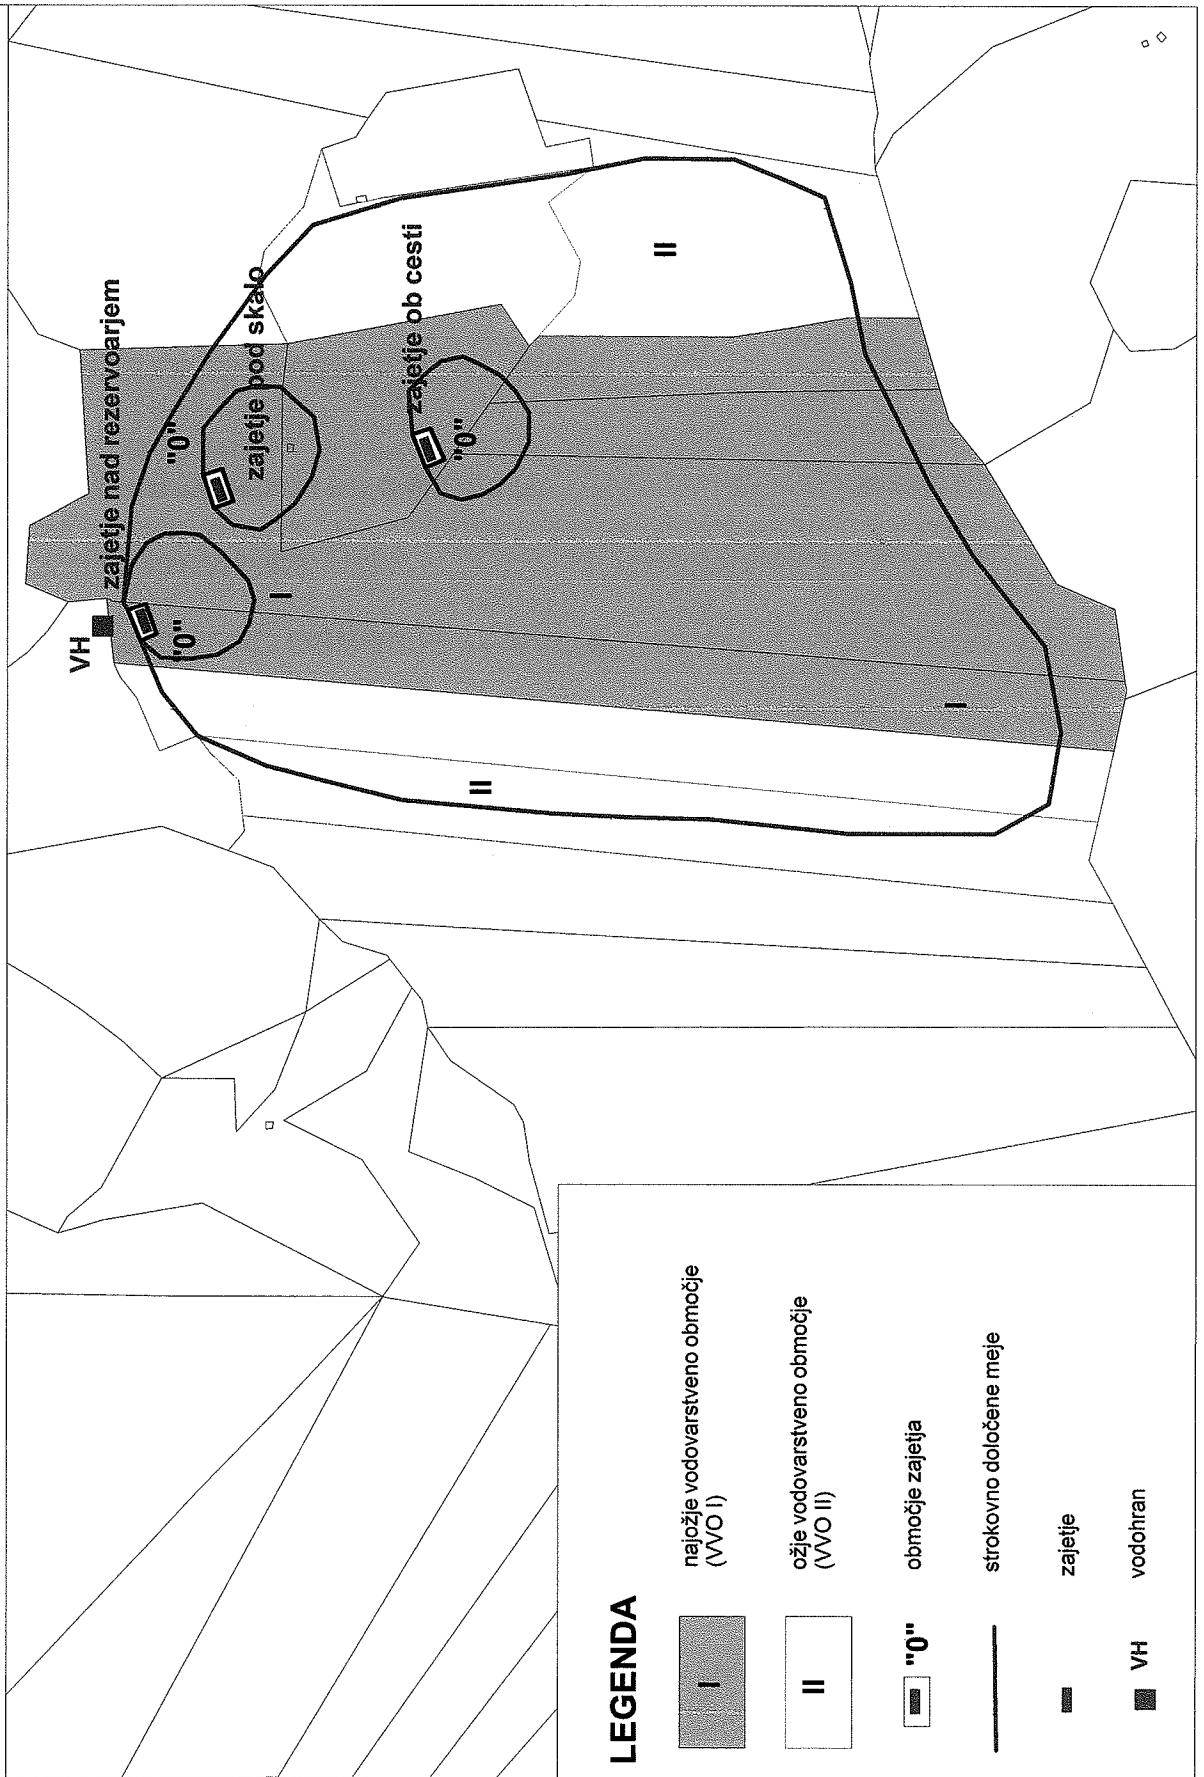 VH
zajetje nad rezervoarjem
"0"
"0"
zajetje pod skalo
I
zajetje ob cesti
"0"
II
II
I
LEGENDA
I
najožje vodovarstveno območje
(VVO I)
II
ožje vodovarstveno območje
(VVO II)
"0"
območje zajetja
strokovno določene meje
zajetje
VH
vodohran